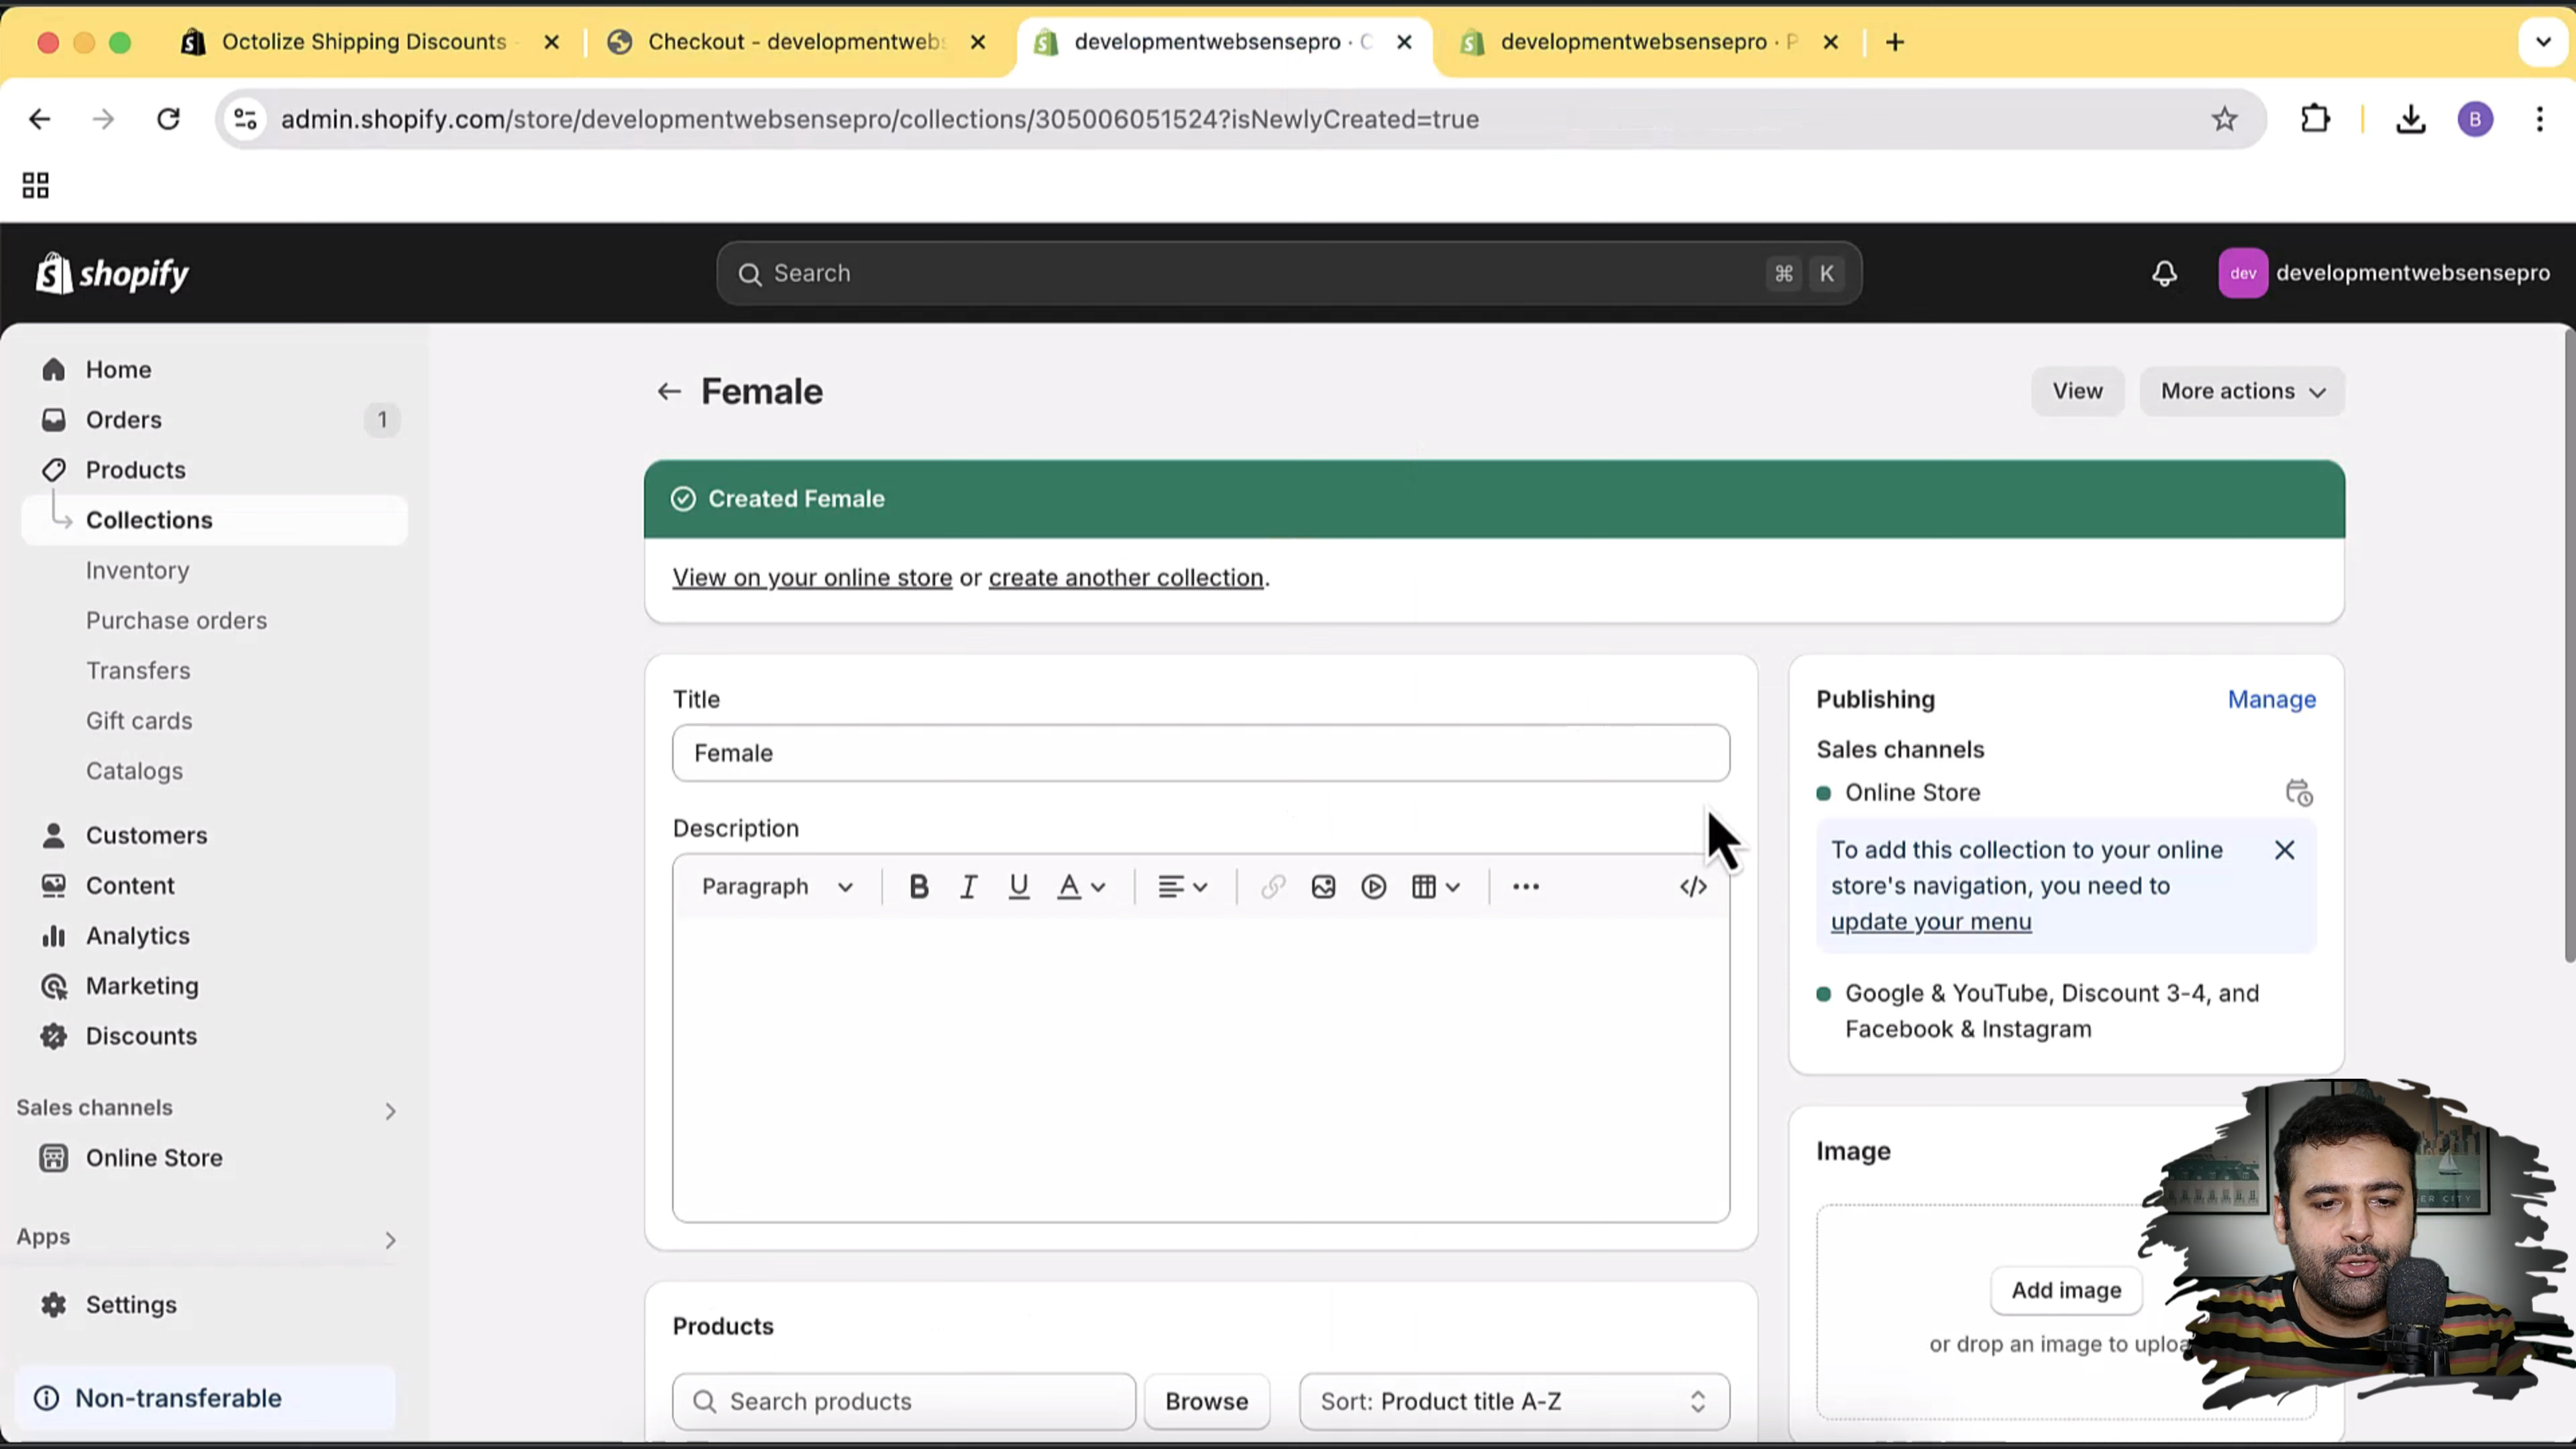 Octolize Shipping Discounts
Checkout - developmentwebs
developmentwebsensepro · C
developmentwebsensepro · P
admin.shopify.com/store/developmentwebsensepro/collections/305006051524?isNewlyCreated=true
B
shopify
Search
⌘ K
dev
developmentwebsensepro
Home
Orders
1
Products
Collections
Inventory
Purchase orders
Transfers
Gift cards
Catalogs
Customers
Content
Analytics
Marketing
Discounts
Sales channels
Online Store
Apps
Settings
Non-transferable
Female
View
More actions
Created Female
View on your online store or create another collection.
Title
Female
Description
Paragraph
Products
Search products
Browse
Sort: Product title A-Z
Publishing
Manage
Sales channels
Online Store
To add this collection to your online
store's navigation, you need to
update your menu
Google & YouTube, Discount 3-4, and
Facebook & Instagram
Image
Add image
or drop an image to uploa
ER CITY